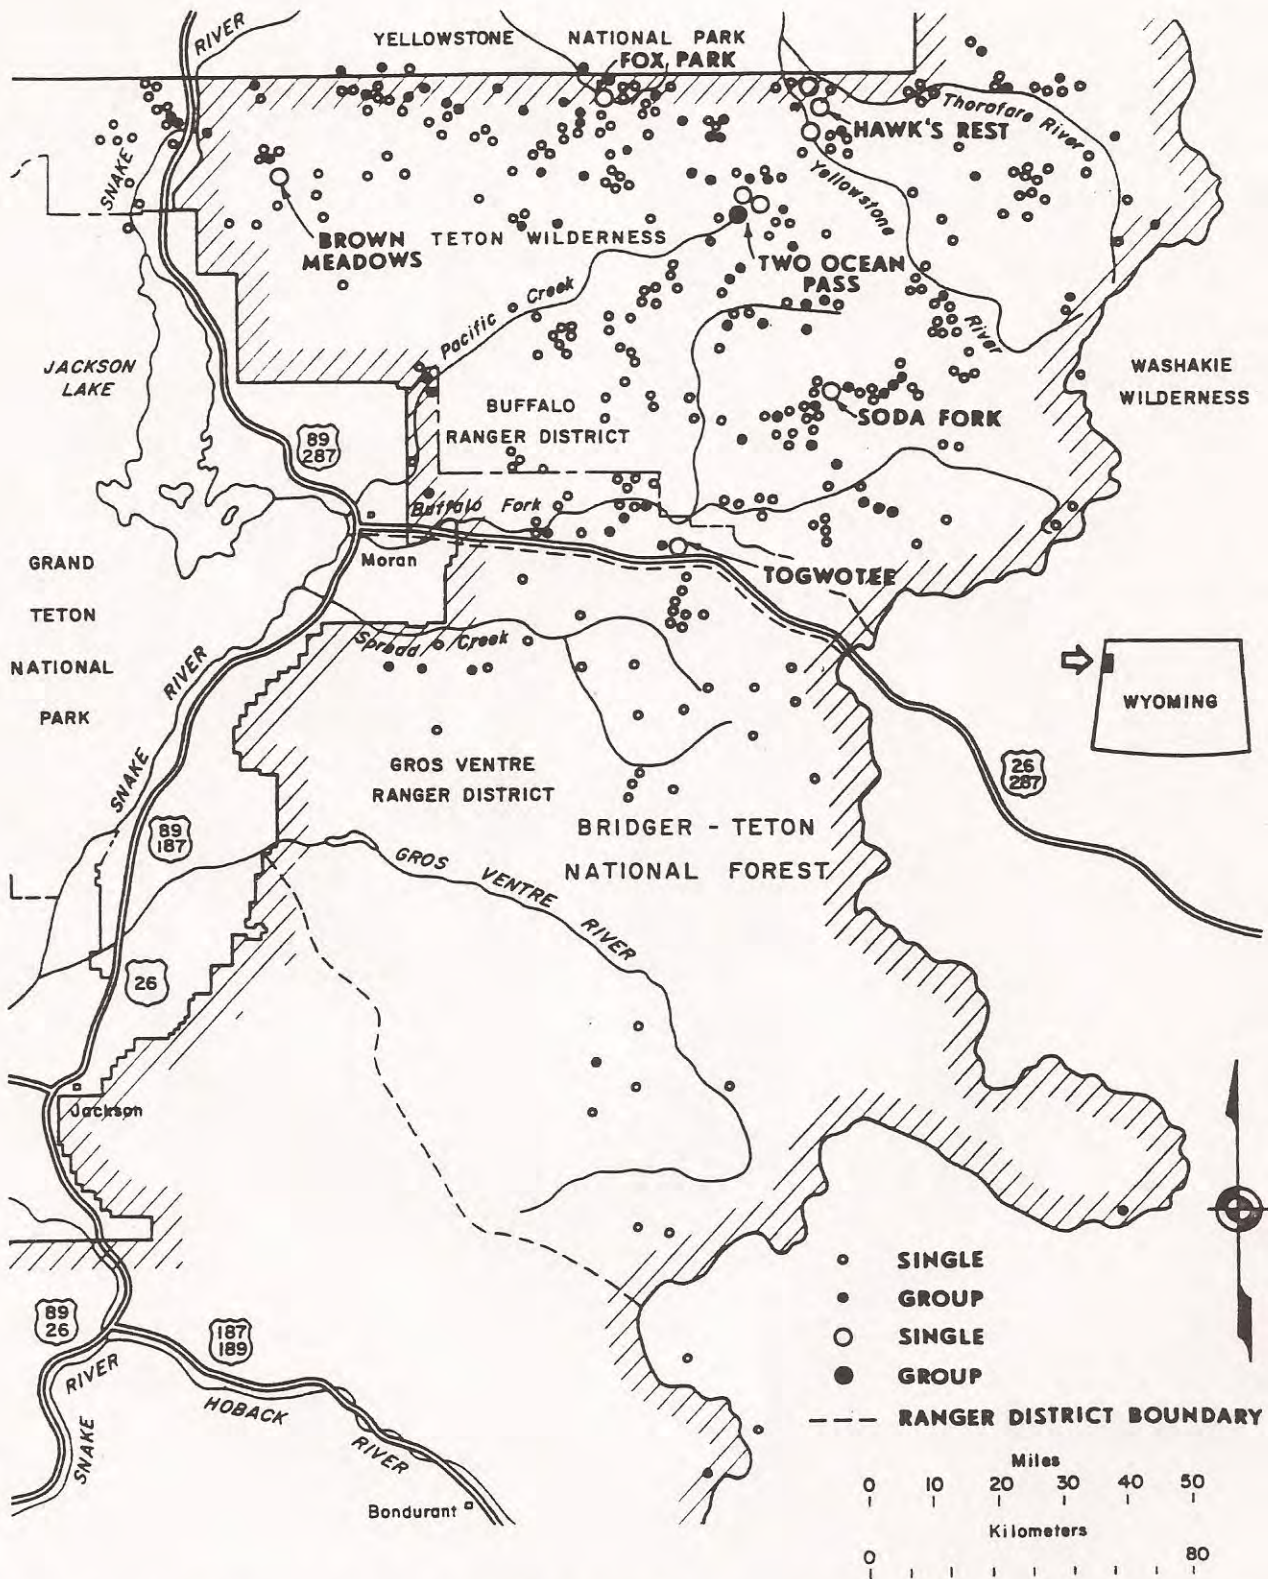 RIVER
YELLOWSTONE NATIONAL PARK
FOX PARK
Thorofare River
HAWK'S REST
SNAKE
Yellowstone
BROWN
MEADOWS
TETON WILDERNESS
TWO OCEAN
PASS
Pacific Creek
River
JACKSON
LAKE
WASHAKIE
WILDERNESS
BUFFALO
RANGER DISTRICT
SODA FORK
89
287
Buffalo Fork
Moran
TOGWOTEE
GRAND
TETON
NATIONAL
PARK
Spread Creek
SNAKE RIVER
WYOMING
GROS VENTRE
RANGER DISTRICT
26
287
89
187
BRIDGER - TETON
NATIONAL FOREST
GROS VENTRE RIVER
26
Jackson
SINGLE
GROUP
SINGLE
GROUP
RANGER DISTRICT BOUNDARY
89
26
187
189
SNAKE RIVER
HOBACK RIVER
Bondurant
Miles
0 10 20 30 40 50
Kilometers
0 80